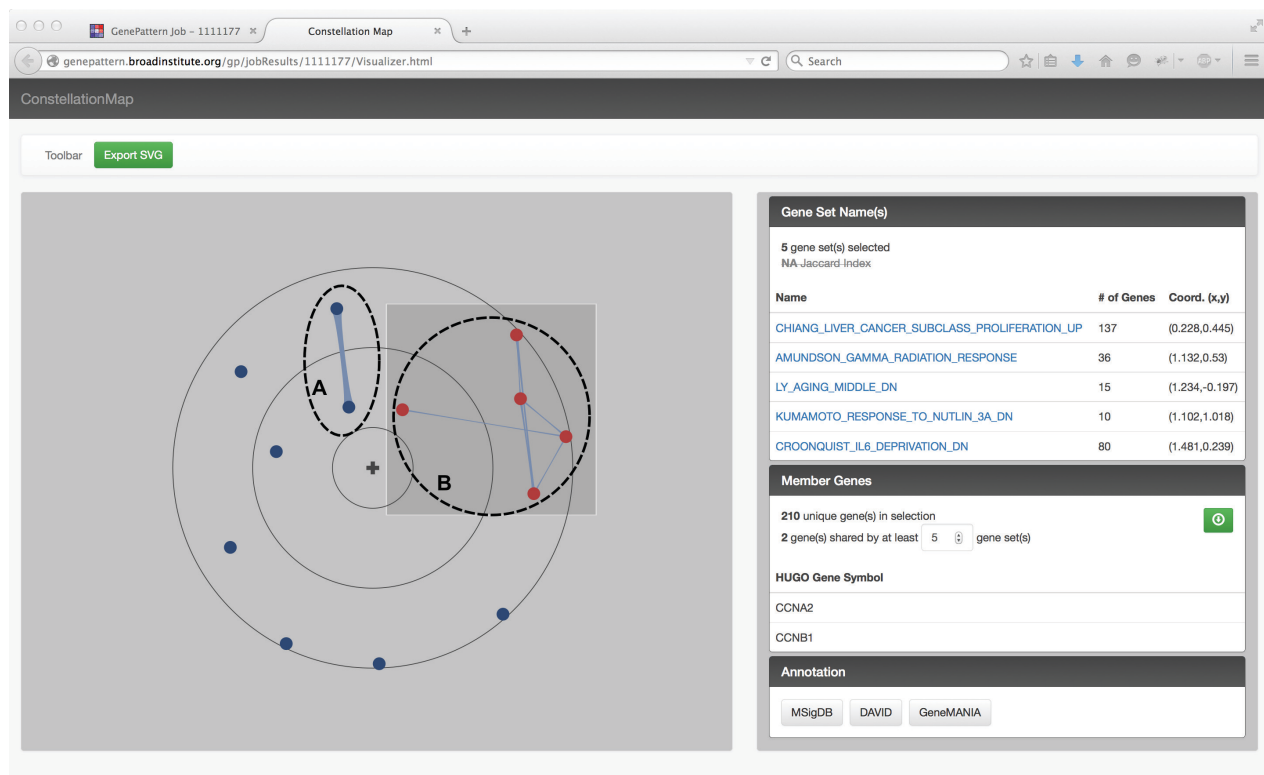 GenePattern Job – 1111177
Constellation Map
genepattern.broadinstitute.org/gp/jobResults/1111177/Visualizer.html
Search
ConstellationMap
Toolbar
Export SVG
A
B
Gene Set Name(s)
5 gene set(s) selected
NA Jaccard Index
Name # of Genes Coord. (x,y)
CHIANG_LIVER_CANCER_SUBCLASS_PROLIFERATION_UP 137 (0.228,0.445)
AMUNDSON_GAMMA_RADIATION_RESPONSE 36 (1.132,0.53)
LY_AGING_MIDDLE_DN 15 (1.234,-0.197)
KUMAMOTO_RESPONSE_TO_NUTLIN_3A_DN 10 (1.102,1.018)
CROONQUIST_IL6_DEPRIVATION_DN 80 (1.481,0.239)
Member Genes
210 unique gene(s) in selection
2 gene(s) shared by at least 5 gene set(s)
HUGO Gene Symbol
CCNA2
CCNB1
Annotation
MSigDB
DAVID
GeneMANIA